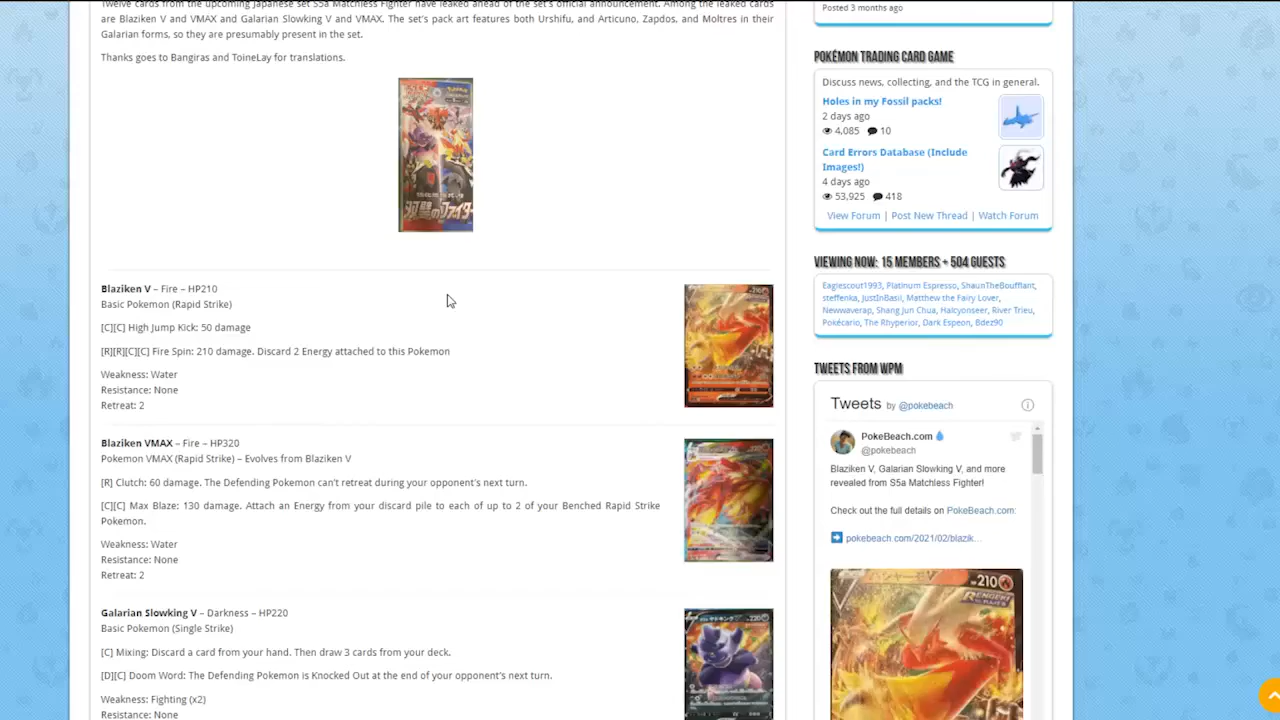 Twelve cards from the upcoming Japanese set S5a Matchless Fighter have leaked ahead of the set's official announcement. Among the leaked cards
are Blaziken V and VMAX and Galarian Slowking V and VMAX. The set's pack art features both Urshifu, and Articuno, Zapdos, and Moltres in their
Galarian forms, so they are presumably present in the set.
Thanks goes to Bangiras and ToineLay for translations.
双璧のファイター
Blaziken V – Fire – HP210
Basic Pokemon (Rapid Strike)
[C][C] High Jump Kick: 50 damage
[R][R][C][C] Fire Spin: 210 damage. Discard 2 Energy attached to this Pokemon
Weakness: Water
Resistance: None
Retreat: 2
Blaziken VMAX – Fire – HP320
Pokemon VMAX (Rapid Strike) – Evolves from Blaziken V
[R] Clutch: 60 damage. The Defending Pokemon can't retreat during your opponent's next turn.
[C][C] Max Blaze: 130 damage. Attach an Energy from your discard pile to each of up to 2 of your Benched Rapid Strike
Pokemon.
Weakness: Water
Resistance: None
Retreat: 2
Galarian Slowking V – Darkness – HP220
Basic Pokemon (Single Strike)
[C] Mixing: Discard a card from your hand. Then draw 3 cards from your deck.
[D][C] Doom Word: The Defending Pokemon is Knocked Out at the end of your opponent's next turn.
Weakness: Fighting (x2)
Resistance: None
Posted 3 months ago
POKÉMON TRADING CARD GAME
Discuss news, collecting, and the TCG in general.
Holes in my Fossil packs!
2 days ago
4,085 10
Card Errors Database (Include
Images!)
4 days ago
53,925 418
View Forum | Post New Thread | Watch Forum
VIEWING NOW: 15 MEMBERS + 504 GUESTS
Eaglescout1993, Platinum Espresso, ShaunTheBoufflant,
steffenka, JustInBasil, Matthew the Fairy Lover,
Newwaverap, Shang Jun Chua, Halcyonseer, River Trieu,
Pokécario, The Rhyperior, Dark Espeon, Bdez90
TWEETS FROM WPM
Tweets by @pokebeach
PokeBeach.com
@pokebeach
Blaziken V, Galarian Slowking V, and more
revealed from S5a Matchless Fighter!
Check out the full details on PokeBeach.com:
pokebeach.com/2021/02/blazik...
HP 210
RENGEKI